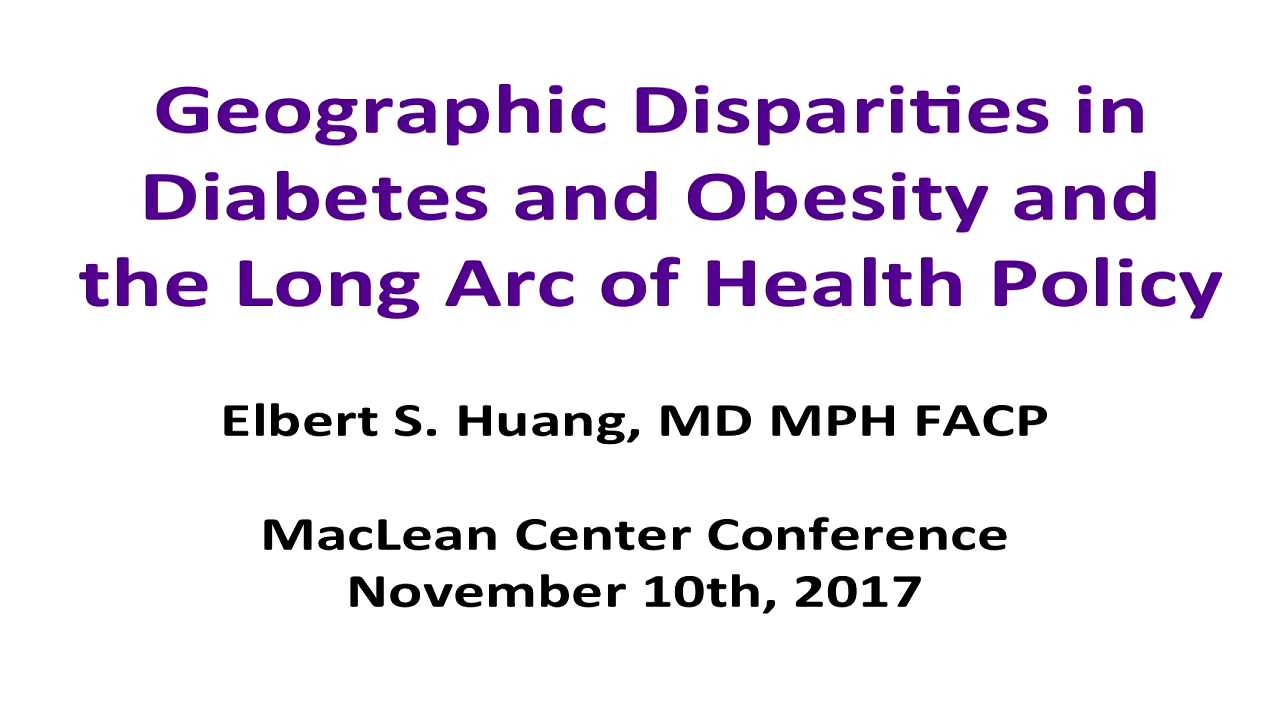 Geographic Disparities in
Diabetes and Obesity and
the Long Arc of Health Policy
Elbert S. Huang, MD MPH FACP
MacLean Center Conference
November 10th, 2017